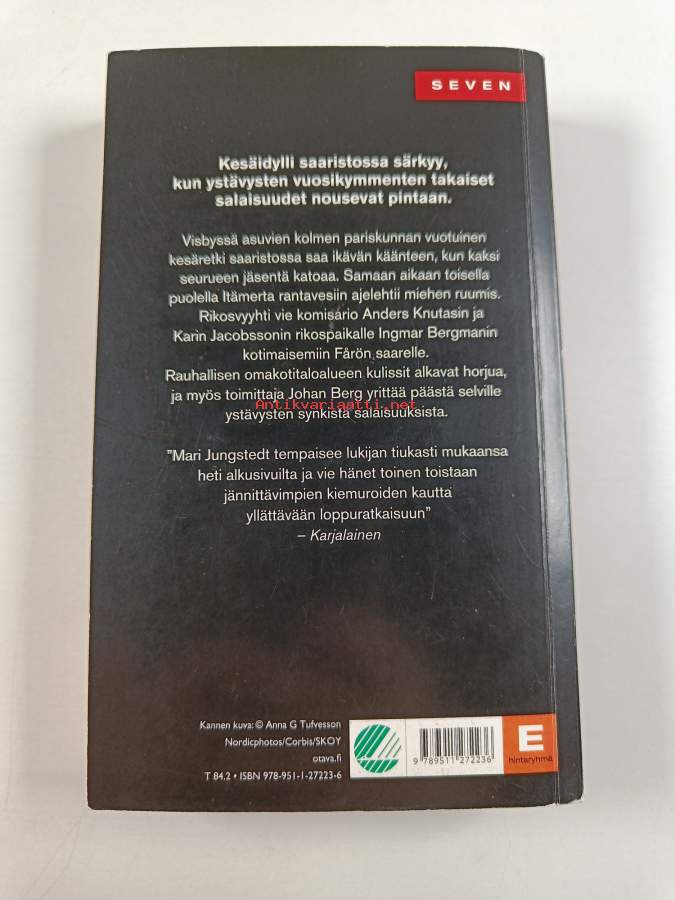 SEVEN
Kesäidylli saaristossa särkyy,
kun ystävysten vuosikymmenten takaiset
salaisuudet nousevat pintaan.
Visbyssä asuvien kolmen pariskunnan vuotuinen
kesäretki saaristossa saa ikävän käänteen, kun kaksi
seurueen jäsentä katoaa. Samaan aikaan toisella
puolella Itämerta rantavesiin ajelehtii miehen ruumis.
Rikosvyyhti vie komisario Anders Knutasin ja
Karin Jacobssonin rikospaikalle Ingmar Bergmanin
kotimaisemiin Fårön saarelle.
Rauhallisen omakotitaloalueen kulissit alkavat horjua,
ja myös toimittaja Johan Berg yrittää päästä selville
Antikvariaatti.net
ystävysten synkistä salaisuuksista.
"Mari Jungstedt tempaisee lukijan tiukasti mukaansa
heti alkusivuilta ja vie hänet toinen toistaan
jännittävimpien kiemuroiden kautta
yllättävään loppuratkaisuun"
– Karjalainen
Kannen kuva: © Anna G Tufvesson
Nordicphotos/Corbis/SKOY
otava.fi
T 84.2 • ISBN 978-951-1-27223-6
9 789511 272236
E
hintaryhmä